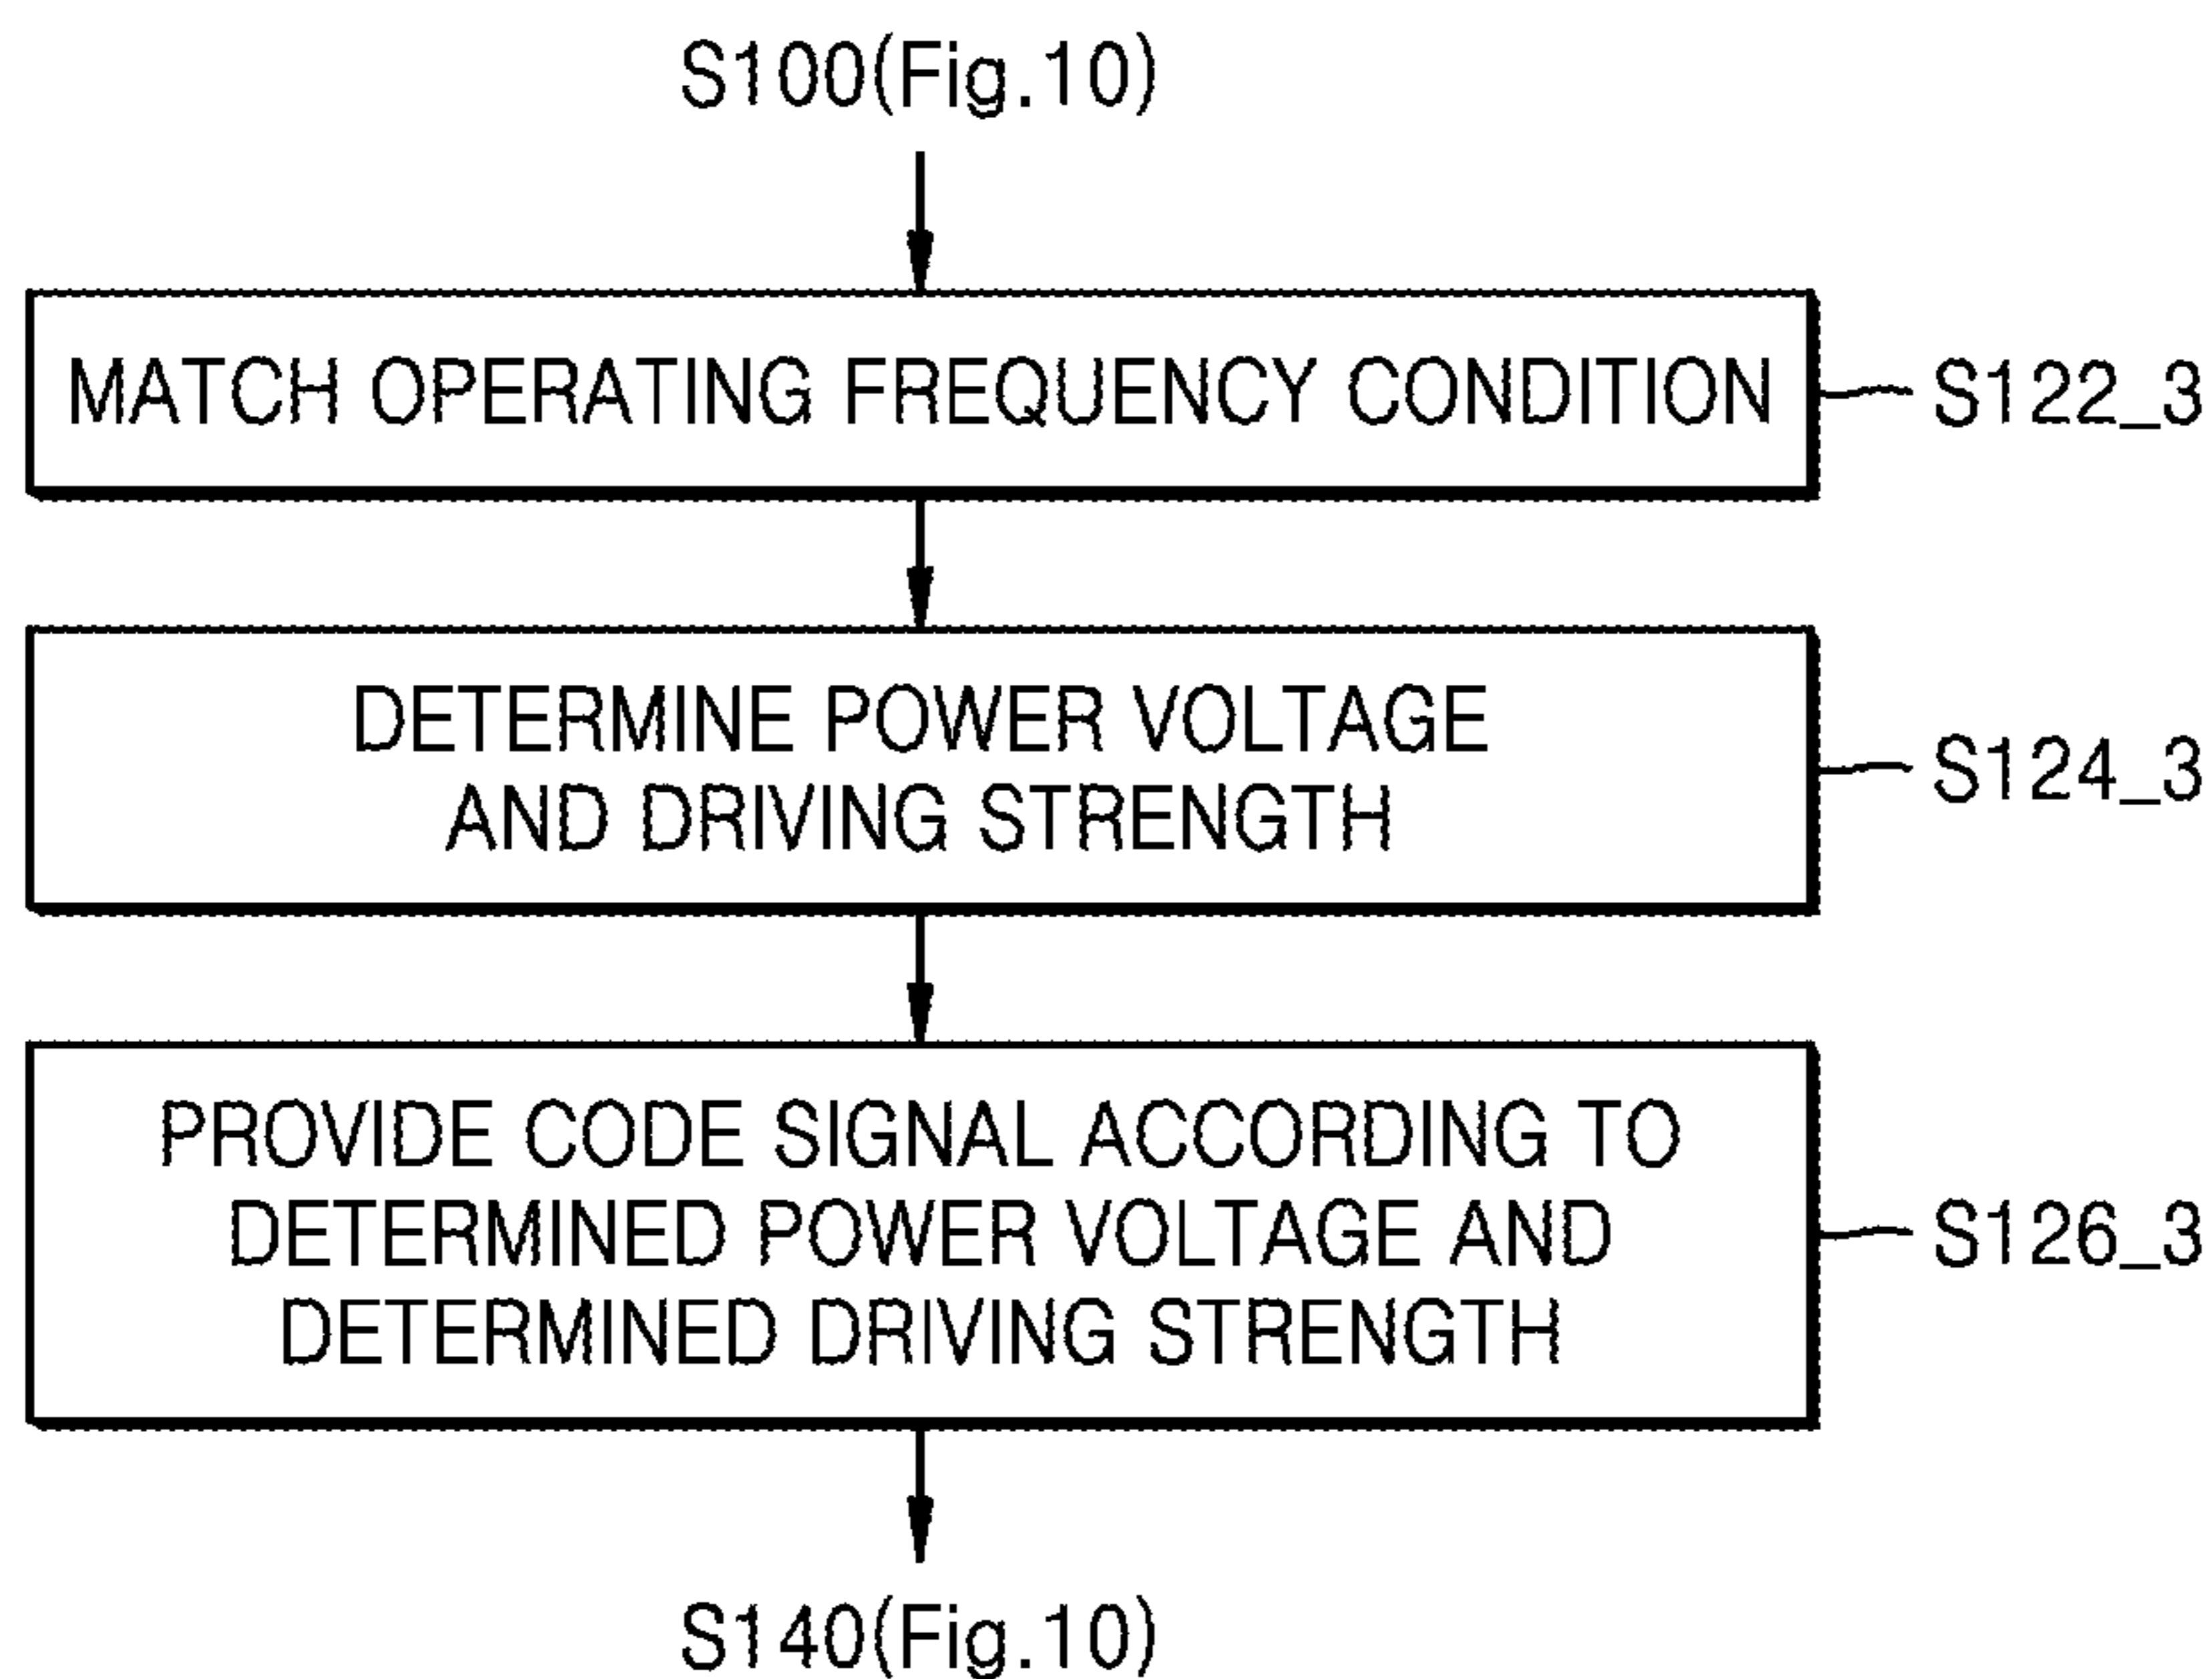 S100(Fig.10)
MATCH OPERATING FREQUENCY CONDITION
S122_3
DETERMINE POWER VOLTAGE
AND DRIVING STRENGTH
S124_3
PROVIDE CODE SIGNAL ACCORDING TO
DETERMINED POWER VOLTAGE AND
DETERMINED DRIVING STRENGTH
S126_3
S140(Fig.10)